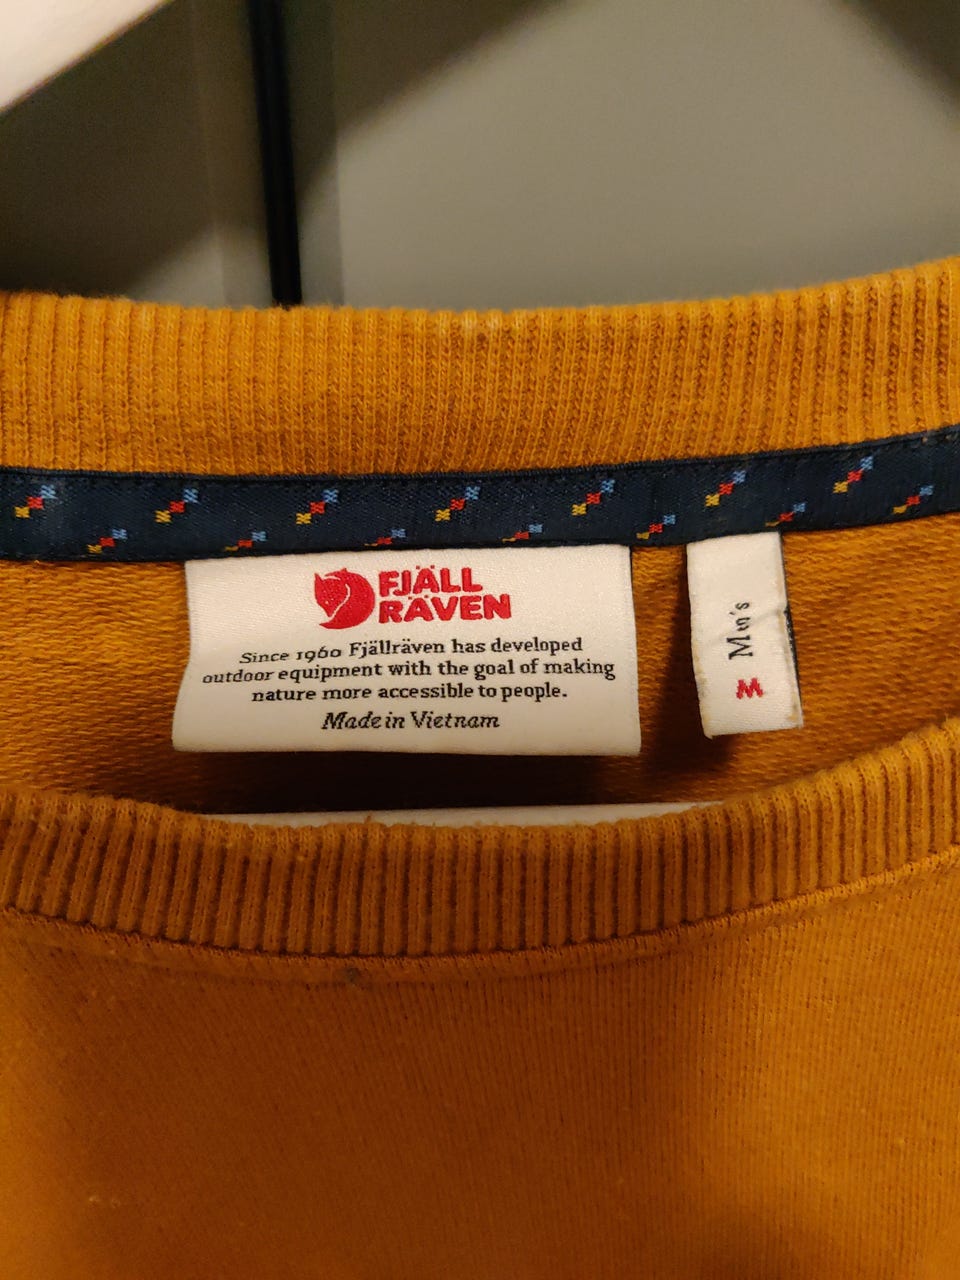 FJÄLL
RÄVEN
Since 1960 Fjällräven has developed
outdoor equipment with the goal of making
nature more accessible to people.
Made in Vietnam
Men's
M